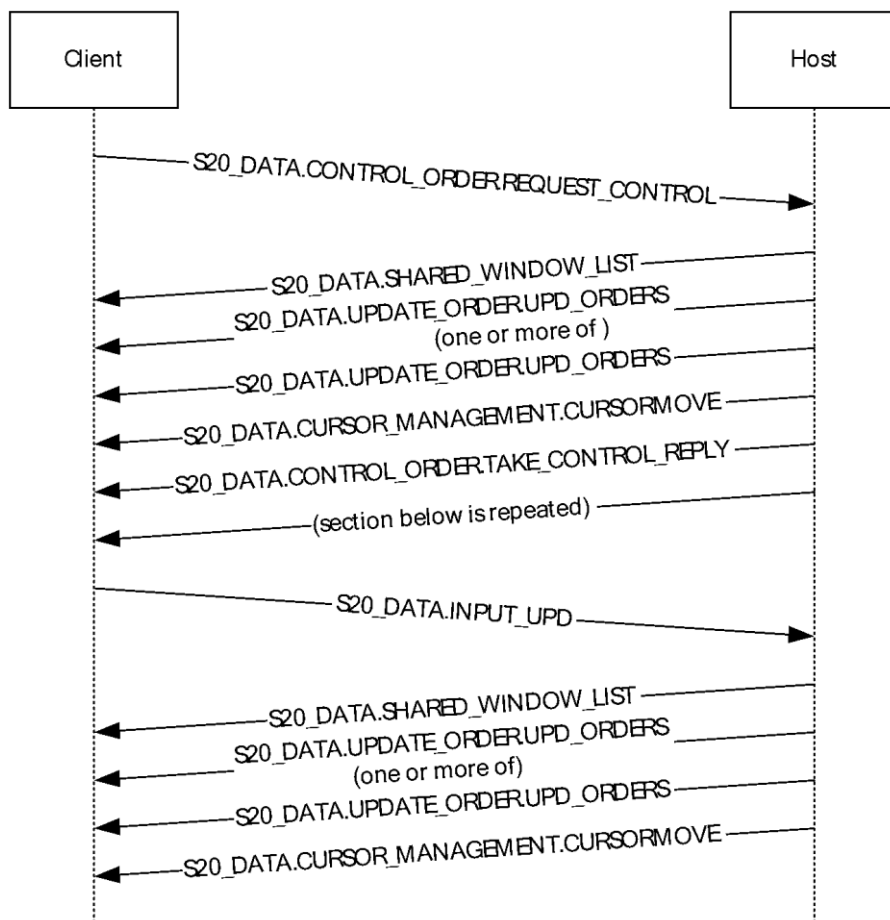 Client
Host
S20_DATA.CONTROL_ORDER.REQUEST_CONTROL
S20_DATA.SHARED_WINDOW_LIST
S20_DATA.UPDATE_ORDER.UPD_ORDERS
(one or more of )
S20_DATA.UPDATE_ORDER.UPD_ORDERS
S20_DATA.CURSOR_MANAGEMENT.CURSORMOVE
S20_DATA.CONTROL_ORDER.TAKE_CONTROL_REPLY
(section below is repeated)
S20_DATA.INPUT_UPD
S20_DATA.SHARED_WINDOW_LIST
S20_DATA.UPDATE_ORDER.UPD_ORDERS
(one or more of)
S20_DATA.UPDATE_ORDER.UPD_ORDERS
S20_DATA.CURSOR_MANAGEMENT.CURSORMOVE